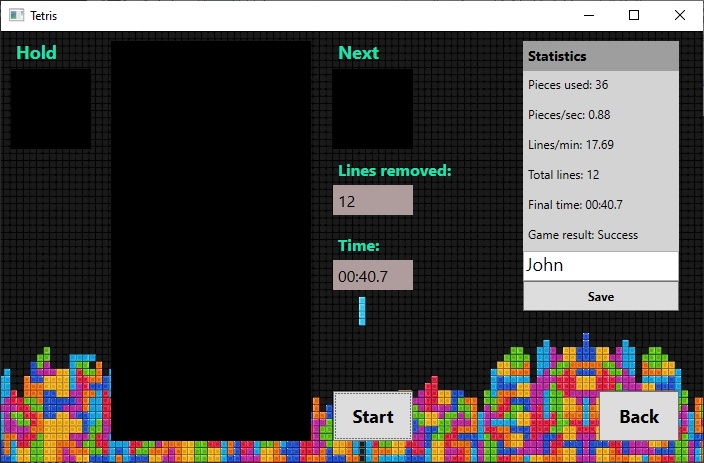 Tetris
Hold
Next
Lines removed:
12
Time:
00:40.7
Start
Statistics
Pieces used: 36
Pieces/sec: 0.88
Lines/min: 17.69
Total lines: 12
Final time: 00:40.7
Game result: Success
John
Save
Back